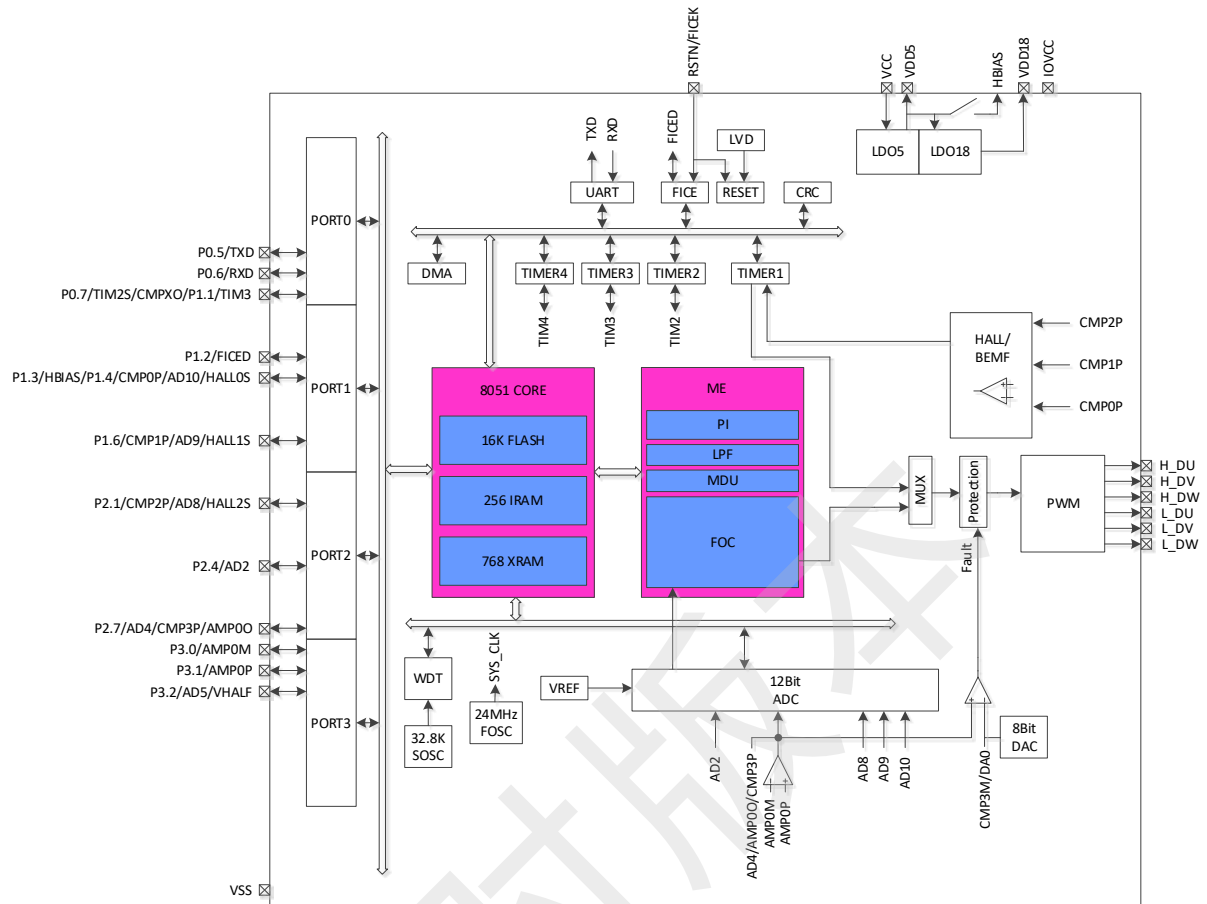 RSTN/FICEK
VCC
VDD5
HBIAS
VDD18
IOVCC
LDO5
LDO18
TXD
RXD
FICED
LVD
UART
FICE
RESET
CRC
DMA
TIMER4
TIMER3
TIMER2
TIMER1
TIM4
TIM3
TIM2
PORT0
P0.5/TXD
P0.6/RXD
P0.7/TIM2S/CMPXO/P1.1/TIM3
PORT1
P1.2/FICED
P1.3/HBIAS/P1.4/CMP0P/AD10/HALL0S
P1.6/CMP1P/AD9/HALL1S
PORT2
P2.1/CMP2P/AD8/HALL2S
P2.4/AD2
P2.7/AD4/CMP3P/AMP0O
P3.0/AMP0M
P3.1/AMP0P
P3.2/AD5/VHALF
PORT3
VSS
8051 CORE
16K FLASH
256 IRAM
768 XRAM
ME
PI
LPF
MDU
FOC
HALL/
BEMF
CMP2P
CMP1P
CMP0P
MUX
Protection
Fault
PWM
H_DU
H_DV
H_DW
L_DU
L_DV
L_DW
WDT
32.8K
SOSC
SYS_CLK
24MHz
FOSC
VREF
12Bit
ADC
AD2
AD4/AMP0O/CMP3P
AMP0M
AMP0P
AD8
AD9
AD10
CMP3M/DA0
8Bit
DAC
时版本